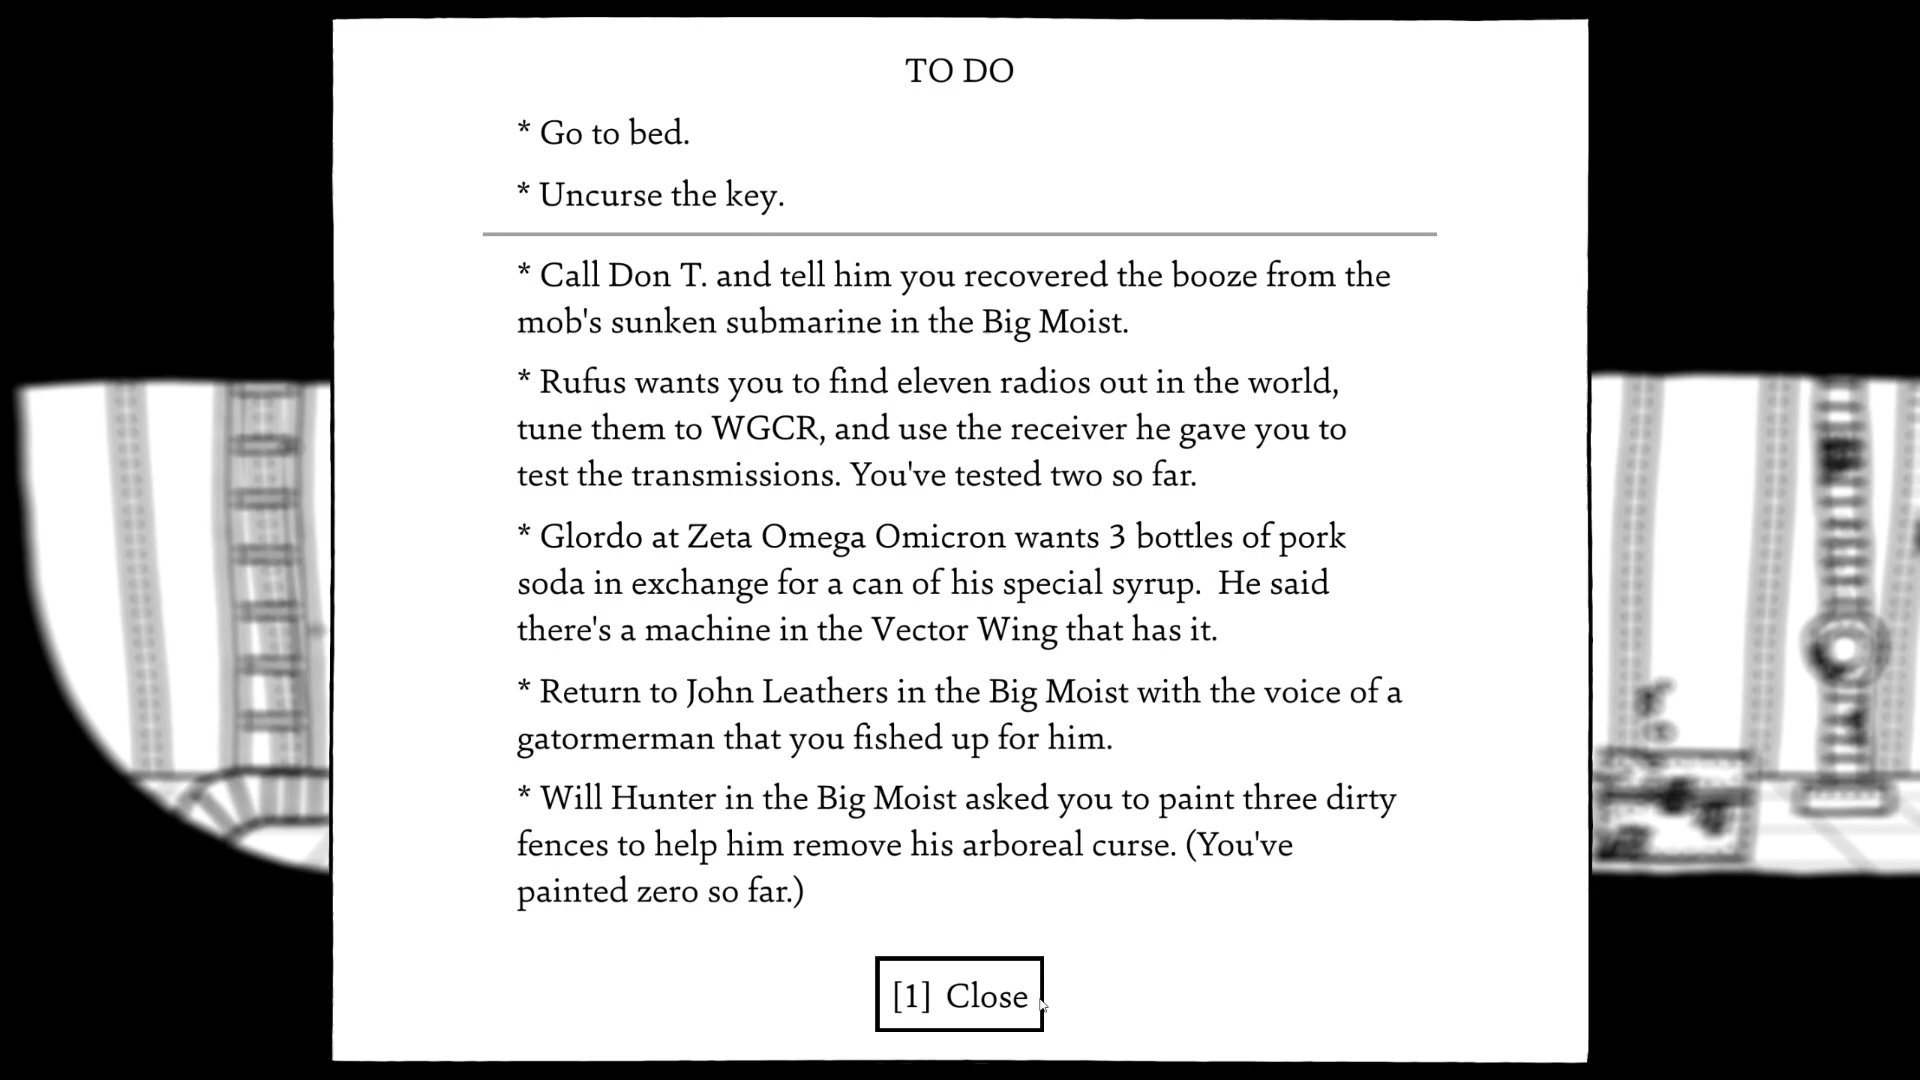 TO DO
* Go to bed.
* Uncurse the key.
* Call Don T. and tell him you recovered the booze from the
mob's sunken submarine in the Big Moist.
* Rufus wants you to find eleven radios out in the world,
tune them to WGCR, and use the receiver he gave you to
test the transmissions. You've tested two so far.
* Glordo at Zeta Omega Omicron wants 3 bottles of pork
soda in exchange for a can of his special syrup.  He said
there's a machine in the Vector Wing that has it.
* Return to John Leathers in the Big Moist with the voice of a
gatormerman that you fished up for him.
* Will Hunter in the Big Moist asked you to paint three dirty
fences to help him remove his arboreal curse. (You've
painted zero so far.)
[1] Close